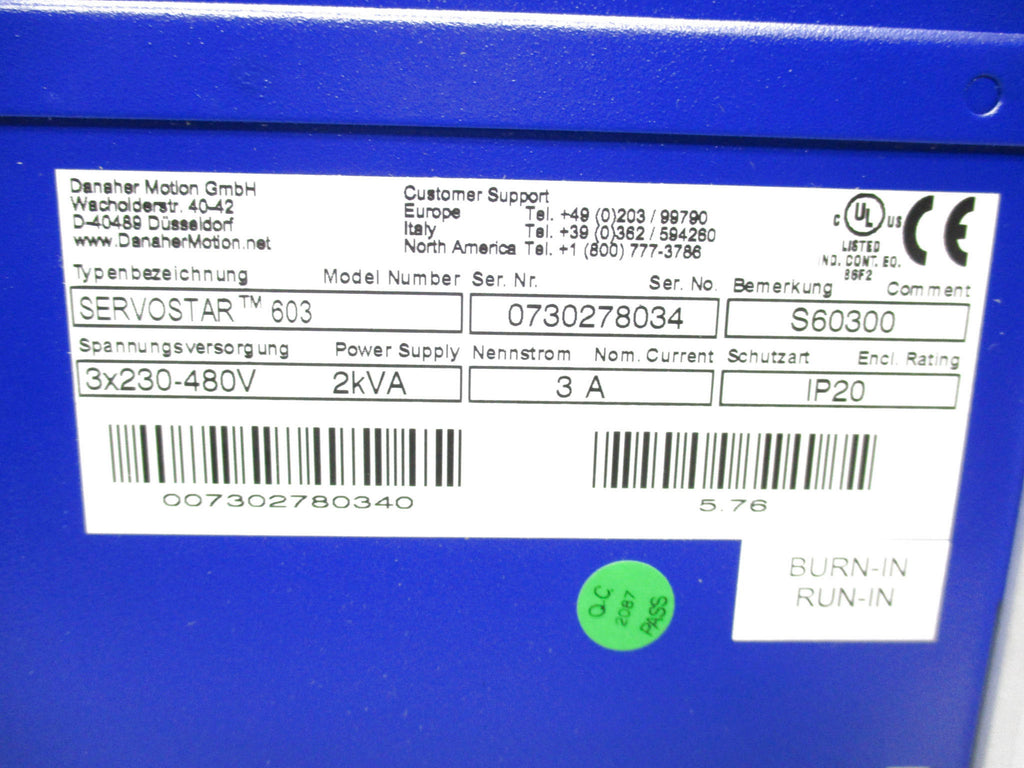 Danaher Motion GmbH
Wacholderstr. 40-42
D-40489 Düsseldorf
www.DanaherMotion.net
Customer Support
Europe Tel. +49 (0)203 / 99790
Italy Tel. +39 (0)362 / 594260
North America Tel. +1 (800) 777-3786
C UL US
LISTED
IND. CONT. EQ.
86F2
CE
Typenbezeichnung Model Number Ser. Nr. Ser. No. Bemerkung Comment
SERVOSTAR™ 603 0730278034 S60300
Spannungsversorgung Power Supply Nennstrom Nom. Current Schutzart Encl. Rating
3x230-480V 2kVA 3 A IP20
007302780340 5.76
BURN-IN
RUN-IN
Q.C.
2087
PASS